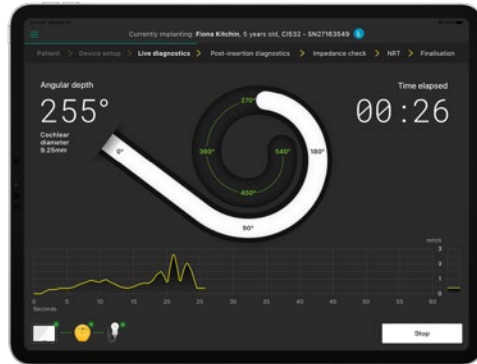 Currently implanting: Fiona Kitchin, 5 years old, CI532 - SN27163549 L
Patient > Device setup > Live diagnostics > Post-insertion diagnostics > Impedance check > NRT > Finalisation
Angular depth
255°
Cochlear
diameter
9.25mm
Time elapsed
00:26
270°
0°
360°
540°
180°
450°
90°
mm/s
3
2
1
0
0 5 10 15 20 25 30 35 40 45 50 55 60
Seconds
Stop